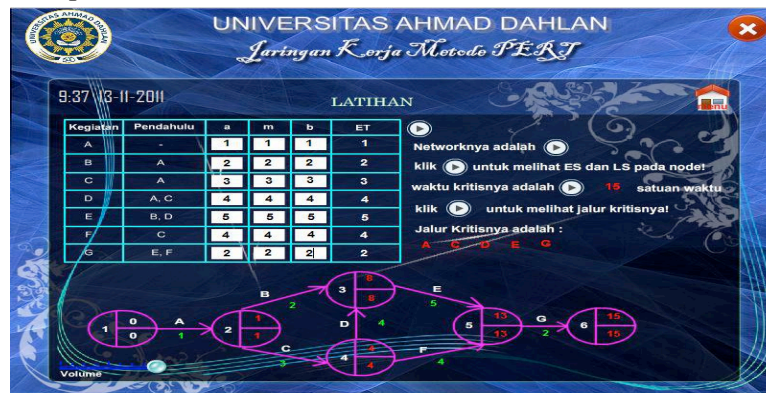 UNIVERSITAS AHMAD DAHLAN
UNIVERSITAS AHMAD DAHLAN
Jaringan Kerja Metode PERT
9:37 13-11-2011
LATIHAN
menu
Kegiatan Pendahulu a m b ET
A - 1 1 1 1
B A 2 2 2 2
C A 3 3 3 3
D A, C 4 4 4 4
E B, D 5 5 5 5
F C 4 4 4 4
G E, F 2 2 2 2
Networknya adalah
klik untuk melihat ES dan LS pada node!
waktu kritisnya adalah 15 satuan waktu
klik untuk melihat jalur kritisnya!
Jalur Kritisnya adalah :
A C D E G
3 8 8
B 2
E 5
1 0 0
A 1
2 1 1
D 4
5 13 13
G 2
6 15 15
C 3
4 4 4
F 4
Volume